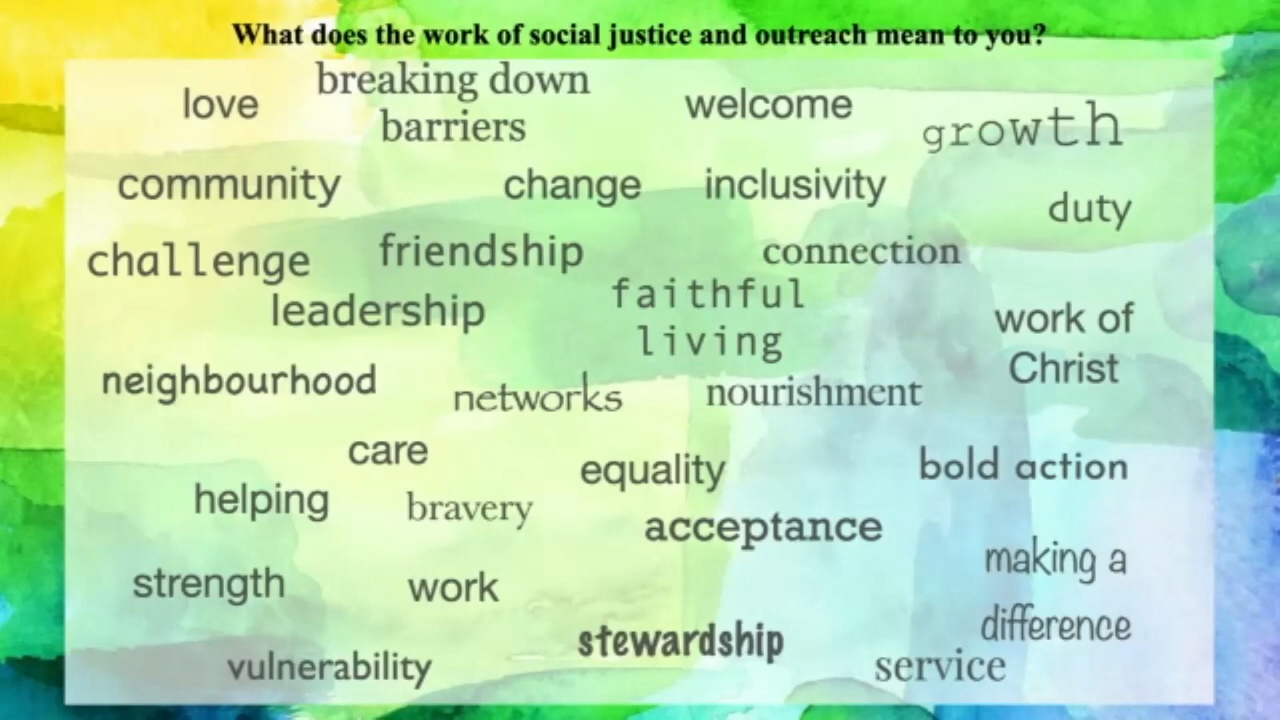 What does the work of social justice and outreach mean to you?
love
breaking down
barriers
welcome
growth
community
change
inclusivity
duty
challenge
friendship
connection
leadership
faithful
living
work of
Christ
neighbourhood
networks
nourishment
care
equality
bold action
helping
bravery
acceptance
making a
difference
strength
work
stewardship
vulnerability
service